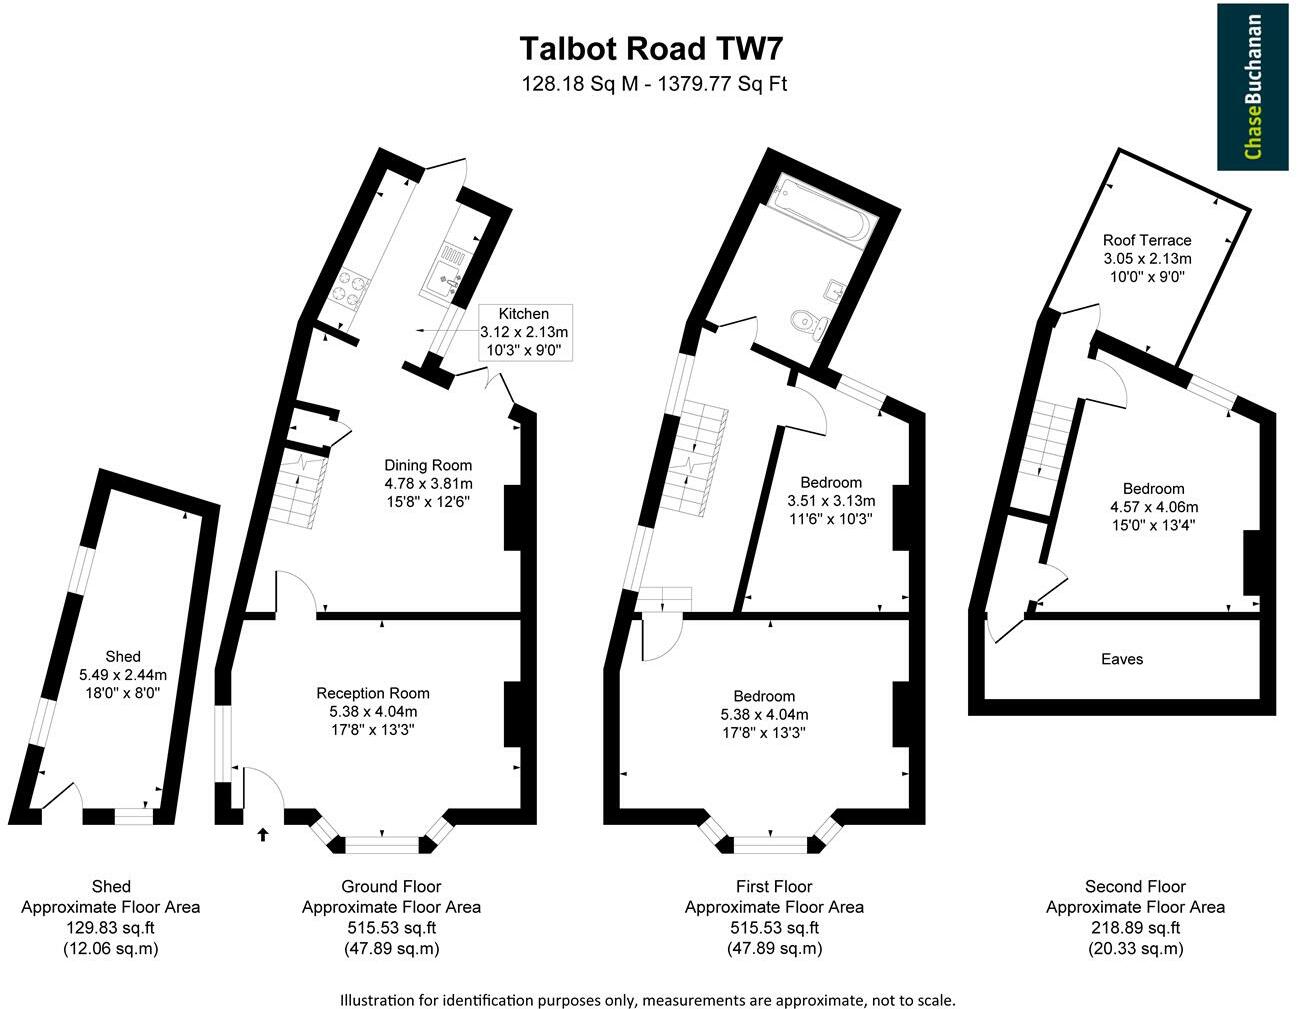 Talbot Road TW7
128.18 Sq M - 1379.77 Sq Ft
ChaseBuchanan
Roof Terrace
3.05 x 2.13m
10'0" x 9'0"
Kitchen
3.12 x 2.13m
10'3" x 9'0"
Dining Room
4.78 x 3.81m
15'8" x 12'6"
Bedroom
3.51 x 3.13m
11'6" x 10'3"
Bedroom
4.57 x 4.06m
15'0" x 13'4"
Shed
5.49 x 2.44m
18'0" x 8'0"
Reception Room
5.38 x 4.04m
17'8" x 13'3"
Bedroom
5.38 x 4.04m
17'8" x 13'3"
Eaves
Shed
Approximate Floor Area
129.83 sq.ft
(12.06 sq.m)
Ground Floor
Approximate Floor Area
515.53 sq.ft
(47.89 sq.m)
First Floor
Approximate Floor Area
515.53 sq.ft
(47.89 sq.m)
Second Floor
Approximate Floor Area
218.89 sq.ft
(20.33 sq.m)
Illustration for identification purposes only, measurements are approximate, not to scale.